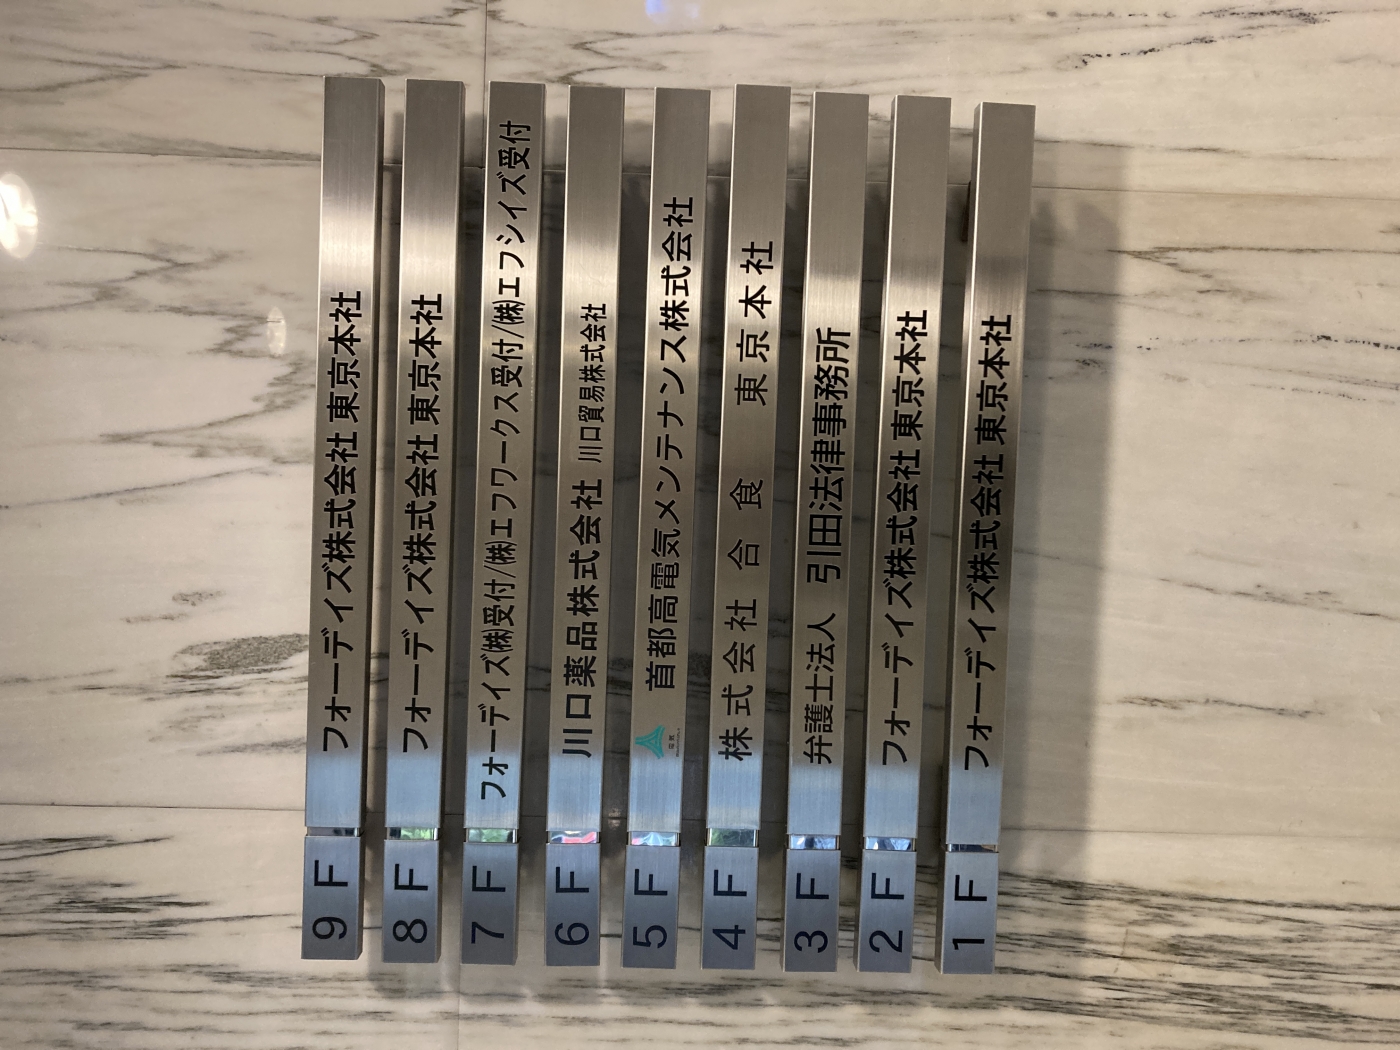 9F フォーデイズ株式会社 東京本社
8F フォーデイズ株式会社 東京本社
7F フォーデイズ㈱受付/㈱エフワークス受付/㈱エフシイズ受付
6F 川口薬品株式会社 川口貿易株式会社
5F 首都高電気メンテナンス株式会社
4F 株式会社 合食 東京本社
3F 弁護士法人 引田法律事務所
2F フォーデイズ株式会社 東京本社
1F フォーデイズ株式会社 東京本社